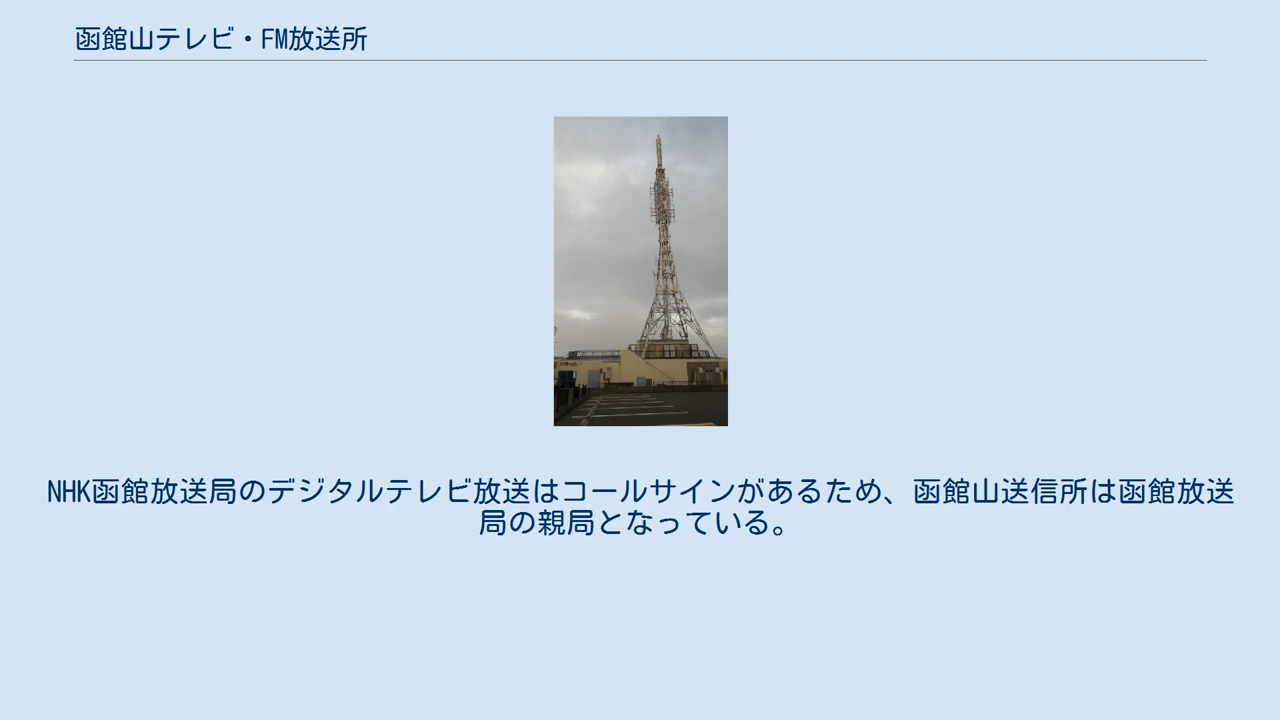 函館山テレビ・FM放送所
NHK函館放送局のデジタルテレビ放送はコールサインがあるため、函館山送信所は函館放送
局の親局となっている。